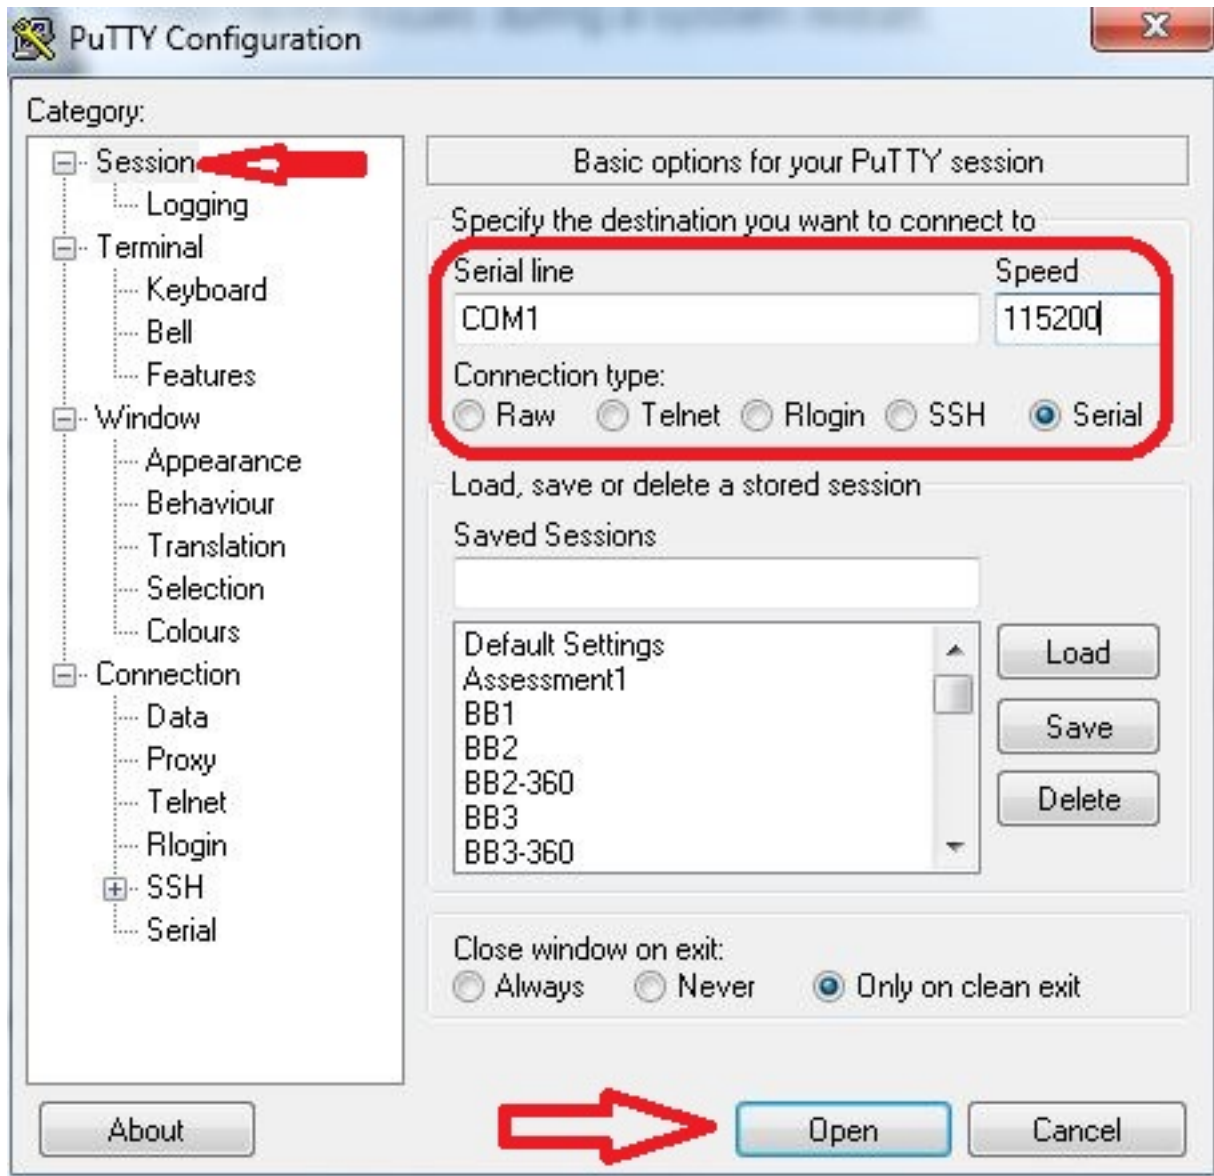 PuTTY Configuration
Category:
Session
Logging
Terminal
Keyboard
Bell
Features
Window
Appearance
Behaviour
Translation
Selection
Colours
Connection
Data
Proxy
Telnet
Rlogin
SSH
Serial
Basic options for your PuTTY session
Specify the destination you want to connect to
Serial line Speed
COM1 115200
Connection type:
Raw Telnet Rlogin SSH Serial
Load, save or delete a stored session
Saved Sessions
Default Settings
Assessment1
BB1
BB2
BB2-360
BB3
BB3-360
Load
Save
Delete
Close window on exit:
Always Never Only on clean exit
About Open Cancel